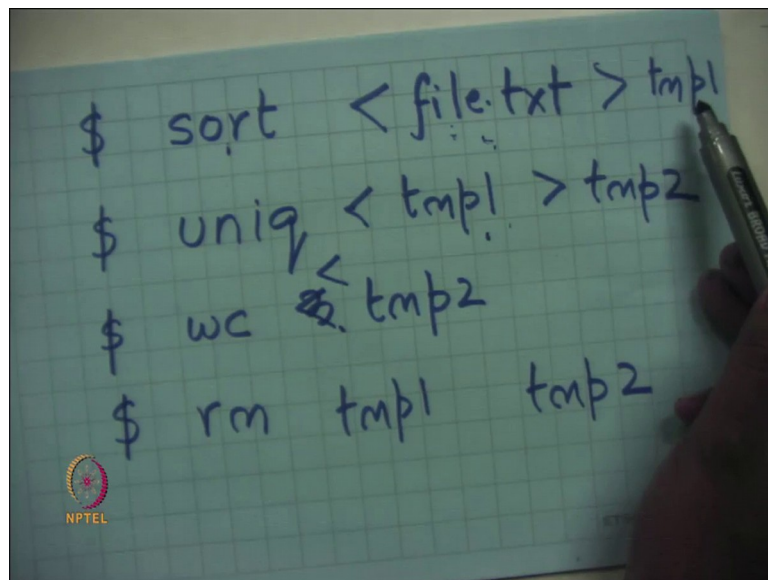 $ sort < file.txt > tmp1
$ uniq < tmp1 > tmp2
$ wc < tmp2
$ rm tmp1 tmp2
NPTEL